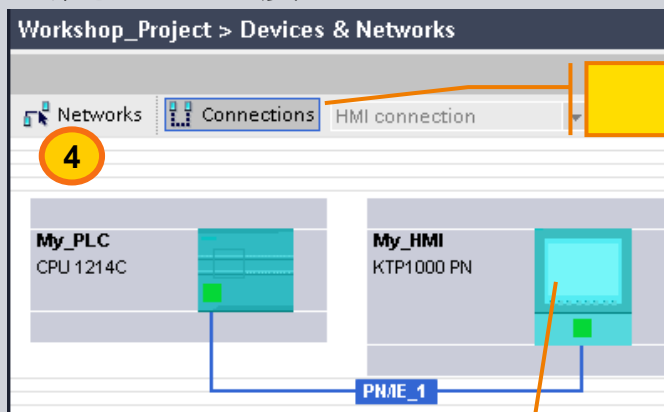 Workshop_Project > Devices & Networks
Networks
Connections
HMI connection
4
My_PLC
CPU 1214C
My_HMI
KTP1000 PN
PN/IE_1